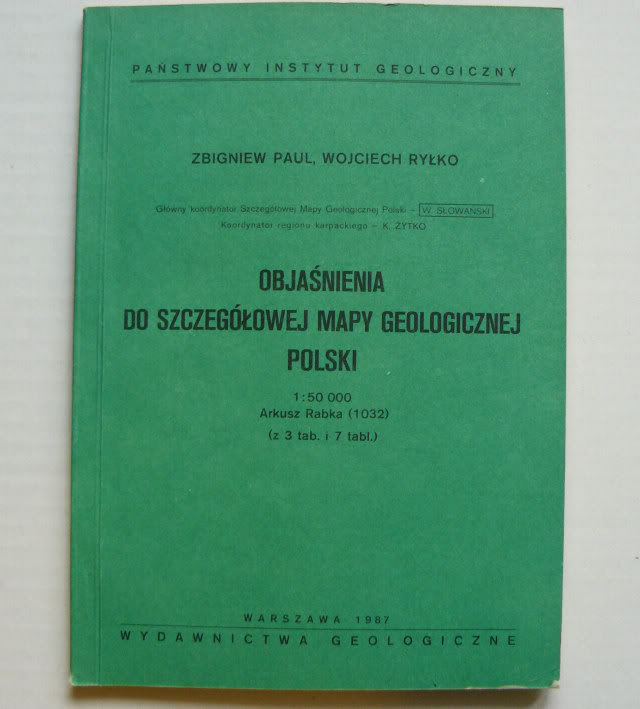 PAŃSTWOWY INSTYTUT GEOLOGICZNY
ZBIGNIEW PAUL, WOJCIECH RYŁKO
Główny koordynator Szczegółowej Mapy Geologicznej Polski – W. SŁOWAŃSKI
Koordynator regionu karpackiego – K. ŻYTKO
OBJAŚNIENIA
DO SZCZEGÓŁOWEJ MAPY GEOLOGICZNEJ
POLSKI
1:50 000
Arkusz Rabka (1032)
(z 3 tab. i 7 tabl.)
WARSZAWA 1987
WYDAWNICTWA GEOLOGICZNE